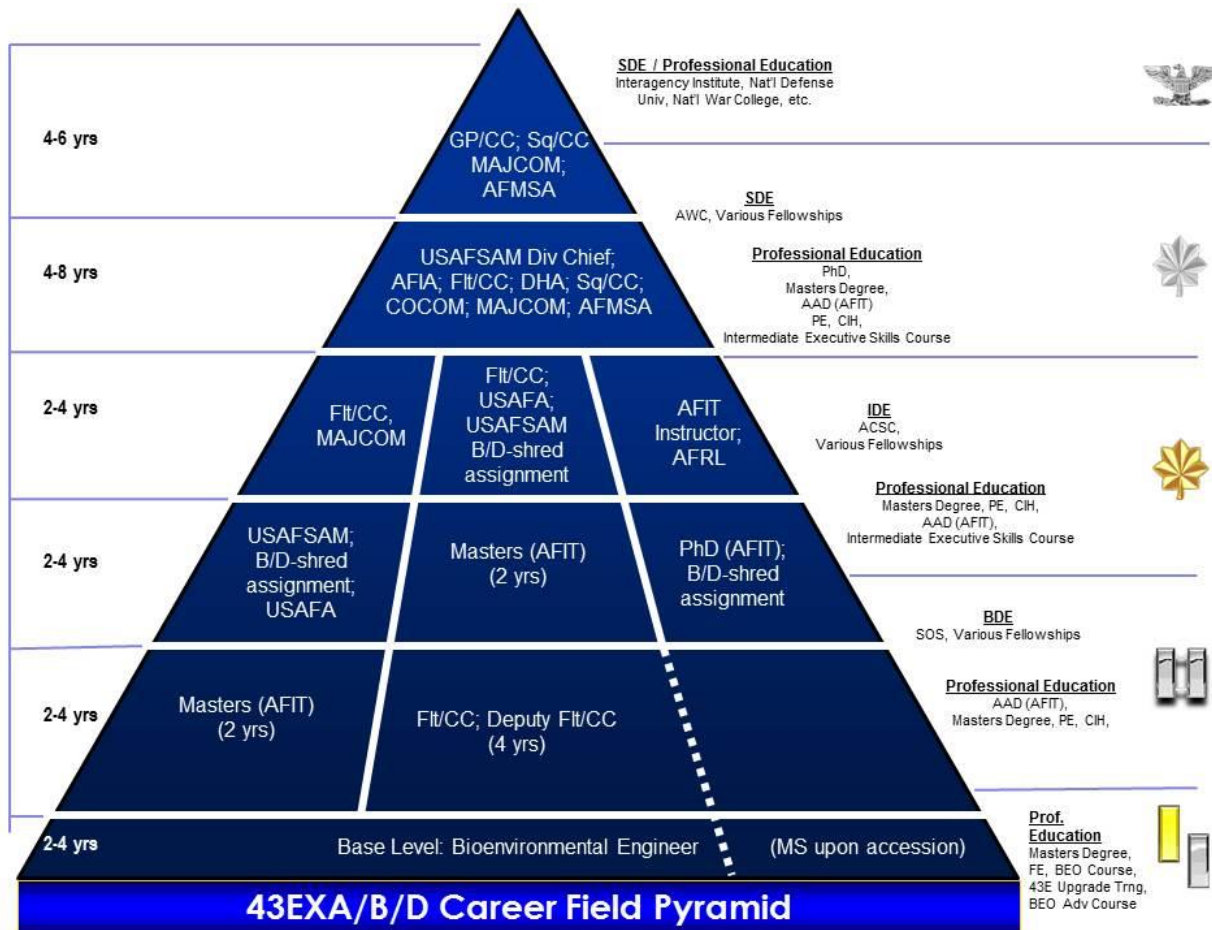 SDE / Professional Education
Interagency Institute, Nat'l Defense
Univ, Nat'l War College, etc.
4-6 yrs
GP/CC; Sq/CC
MAJCOM;
AFMSA
SDE
AWC, Various Fellowships
4-8 yrs
USAFSAM Div Chief;
AFIA; Flt/CC; DHA; Sq/CC;
COCOM; MAJCOM; AFMSA
Professional Education
PhD,
Masters Degree,
AAD (AFIT)
PE, CIH,
Intermediate Executive Skills Course
2-4 yrs
Flt/CC,
MAJCOM
Flt/CC;
USAFA;
USAFSAM
B/D-shred
assignment
AFIT
Instructor;
AFRL
IDE
ACSC,
Various Fellowships
Professional Education
Masters Degree, PE, CIH,
AAD (AFIT),
Intermediate Executive Skills Course
2-4 yrs
USAFSAM;
B/D-shred
assignment;
USAFA
Masters (AFIT)
(2 yrs)
PhD (AFIT);
B/D-shred
assignment
BDE
SOS, Various Fellowships
2-4 yrs
Masters (AFIT)
(2 yrs)
Flt/CC; Deputy Flt/CC
(4 yrs)
Professional Education
AAD (AFIT),
Masters Degree, PE, CIH,
2-4 yrs
Base Level: Bioenvironmental Engineer
(MS upon accession)
Prof.
Education
Masters Degree,
FE, BEO Course,
43E Upgrade Trng,
BEO Adv Course
43EXA/B/D Career Field Pyramid